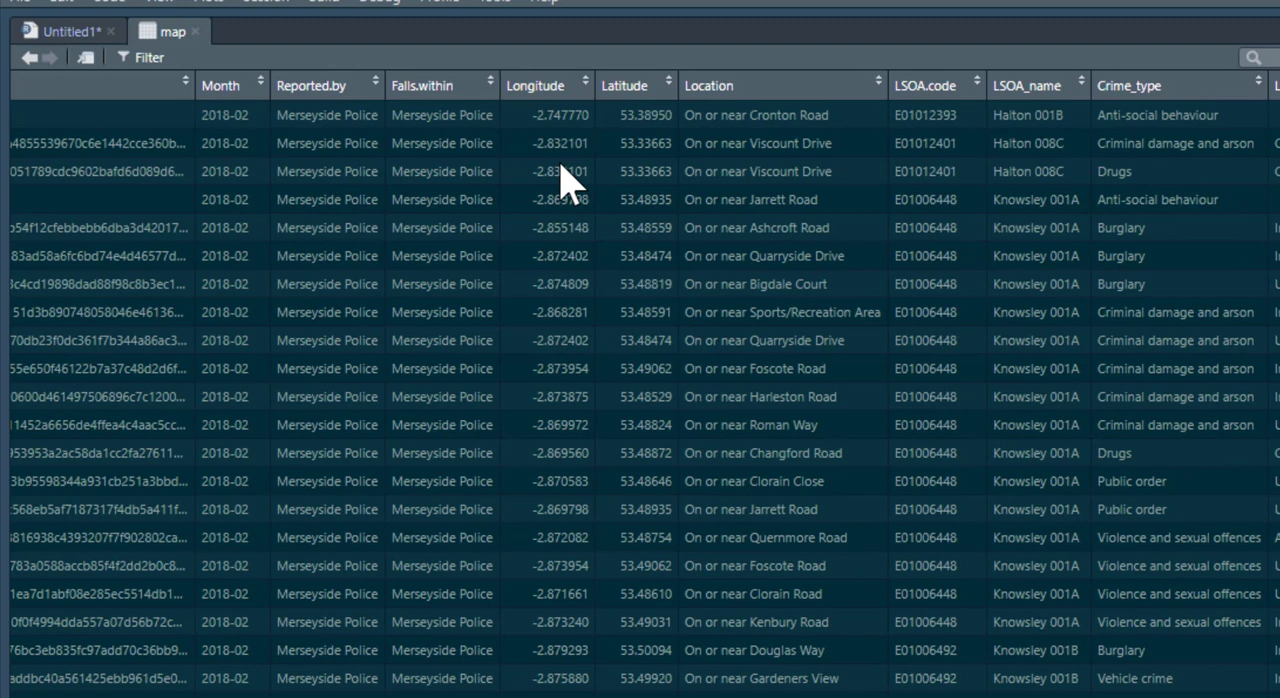 File Edit Code View Plots Session Build Debug Profile Tools Help
Untitled1* × map ×
Filter
Month Reported.by Falls.within Longitude Latitude Location LSOA.code LSOA_name Crime_type
2018-02 Merseyside Police Merseyside Police -2.747770 53.38950 On or near Cronton Road E01012393 Halton 001B Anti-social behaviour
4855539670c6e1442cce360b... 2018-02 Merseyside Police Merseyside Police -2.832101 53.33663 On or near Viscount Drive E01012401 Halton 008C Criminal damage and arson
051789cdc9602bafd6d089d6... 2018-02 Merseyside Police Merseyside Police 53.33663 On or near Viscount Drive E01012401 Halton 008C Drugs
2018-02 Merseyside Police Merseyside Police 53.48935 On or near Jarrett Road E01006448 Knowsley 001A Anti-social behaviour
54f12cfebbebb6dba3d42017... 2018-02 Merseyside Police Merseyside Police -2.855148 53.48559 On or near Ashcroft Road E01006448 Knowsley 001A Burglary
83ad58a6fc6bd74e4d46577d... 2018-02 Merseyside Police Merseyside Police -2.872402 53.48474 On or near Quarryside Drive E01006448 Knowsley 001A Burglary
c4cd19898dad88f98c8b3ec1... 2018-02 Merseyside Police Merseyside Police -2.874809 53.48819 On or near Bigdale Court E01006448 Knowsley 001A Burglary
51d3b890748058046e46136... 2018-02 Merseyside Police Merseyside Police -2.868281 53.48591 On or near Sports/Recreation Area E01006448 Knowsley 001A Criminal damage and arson
70db23f0dc361f7b344a86ac3... 2018-02 Merseyside Police Merseyside Police -2.872402 53.48474 On or near Quarryside Drive E01006448 Knowsley 001A Criminal damage and arson
55e650f46122b7a37c48d2d6f... 2018-02 Merseyside Police Merseyside Police -2.873954 53.49062 On or near Foscote Road E01006448 Knowsley 001A Criminal damage and arson
0600d461497506896c7c1200... 2018-02 Merseyside Police Merseyside Police -2.873875 53.48529 On or near Harleston Road E01006448 Knowsley 001A Criminal damage and arson
1452a6656de4ffea4c4aac5cc... 2018-02 Merseyside Police Merseyside Police -2.869972 53.48824 On or near Roman Way E01006448 Knowsley 001A Criminal damage and arson
953953a2ac58da1cc2fa27611... 2018-02 Merseyside Police Merseyside Police -2.869560 53.48872 On or near Changford Road E01006448 Knowsley 001A Drugs
3b95598344a931cb251a3bbd... 2018-02 Merseyside Police Merseyside Police -2.870583 53.48646 On or near Clorain Close E01006448 Knowsley 001A Public order
568eb5af7187317f4db5a411f... 2018-02 Merseyside Police Merseyside Police -2.869798 53.48935 On or near Jarrett Road E01006448 Knowsley 001A Public order
816938c4393207f7f902802ca... 2018-02 Merseyside Police Merseyside Police -2.872082 53.48754 On or near Quernmore Road E01006448 Knowsley 001A Violence and sexual offences
783a0588accb85f4f2dd2b0c8... 2018-02 Merseyside Police Merseyside Police -2.873954 53.49062 On or near Foscote Road E01006448 Knowsley 001A Violence and sexual offences
1ea7d1abf08e285ec5514db1... 2018-02 Merseyside Police Merseyside Police -2.871661 53.48610 On or near Clorain Road E01006448 Knowsley 001A Violence and sexual offences
0f0f4994dda557a07d56b72c... 2018-02 Merseyside Police Merseyside Police -2.873240 53.49031 On or near Kenbury Road E01006448 Knowsley 001A Violence and sexual offences
76bc3eb835fc97add70c36bb9... 2018-02 Merseyside Police Merseyside Police -2.879293 53.50094 On or near Douglas Way E01006492 Knowsley 001B Burglary
addbc40a561425ebb961d5e0... 2018-02 Merseyside Police Merseyside Police -2.875880 53.49920 On or near Gardeners View E01006492 Knowsley 001B Vehicle crime